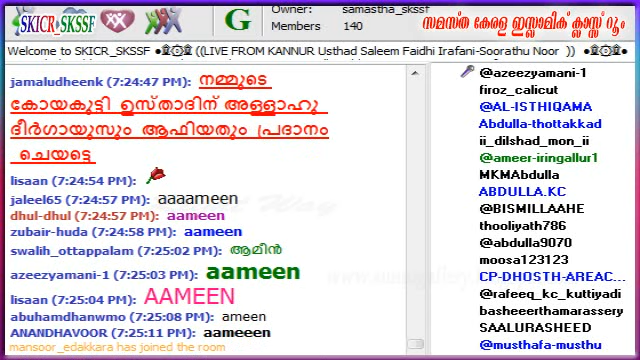 SKICR_SKSSF
G
Owner: samastha_skssf
Members 140
സമസ്ത കേരള ഇസ്ലാമിക് ക്ലാസ്സ് റൂം
Welcome to SKICR_SKSSF ●۩۞۩ ((LIVE FROM KANNUR Usthad Saleem Faidhi Irafani-Soorathu Noor )) ●۩۞۩●
jamaludheenk (7:24:47 PM): നമ്മുടെ
കോയകുട്ടി ഉസ്താദിന് അള്ളാഹു
ദീർഗായുസും ആഫിയതും പ്രദാനം
ചെയട്ടെ
lisaan (7:24:54 PM):
jaleel65 (7:24:57 PM): aaaameen
dhul-dhul (7:24:57 PM): aameen
zubair-huda (7:24:58 PM): aameen
swalih_ottappalam (7:25:02 PM): ആമീൻ
azeezyamani-1 (7:25:03 PM): aameen
lisaan (7:25:04 PM): AAMEEN
abuhamdhanwmo (7:25:08 PM): ameen
ANANDHAVOOR (7:25:11 PM): aameeen
mansoor_edakkara has joined the room
@azeezyamani-1
firoz_calicut
@AL-ISTHIQAMA
Abdulla-thottakkad
ii_dilshad_mon_ii
@ameer-iringallur1
MKMAbdulla
ABDULLA.KC
@BISMILLAAHE
thooliyath786
@abdulla9070
moosa123123
CP-DHOSTH-AREAC...
@rafeeq_kc_kuttiyadi
basheeerthamarassery
SAALURASHEED
@musthafa-musthu